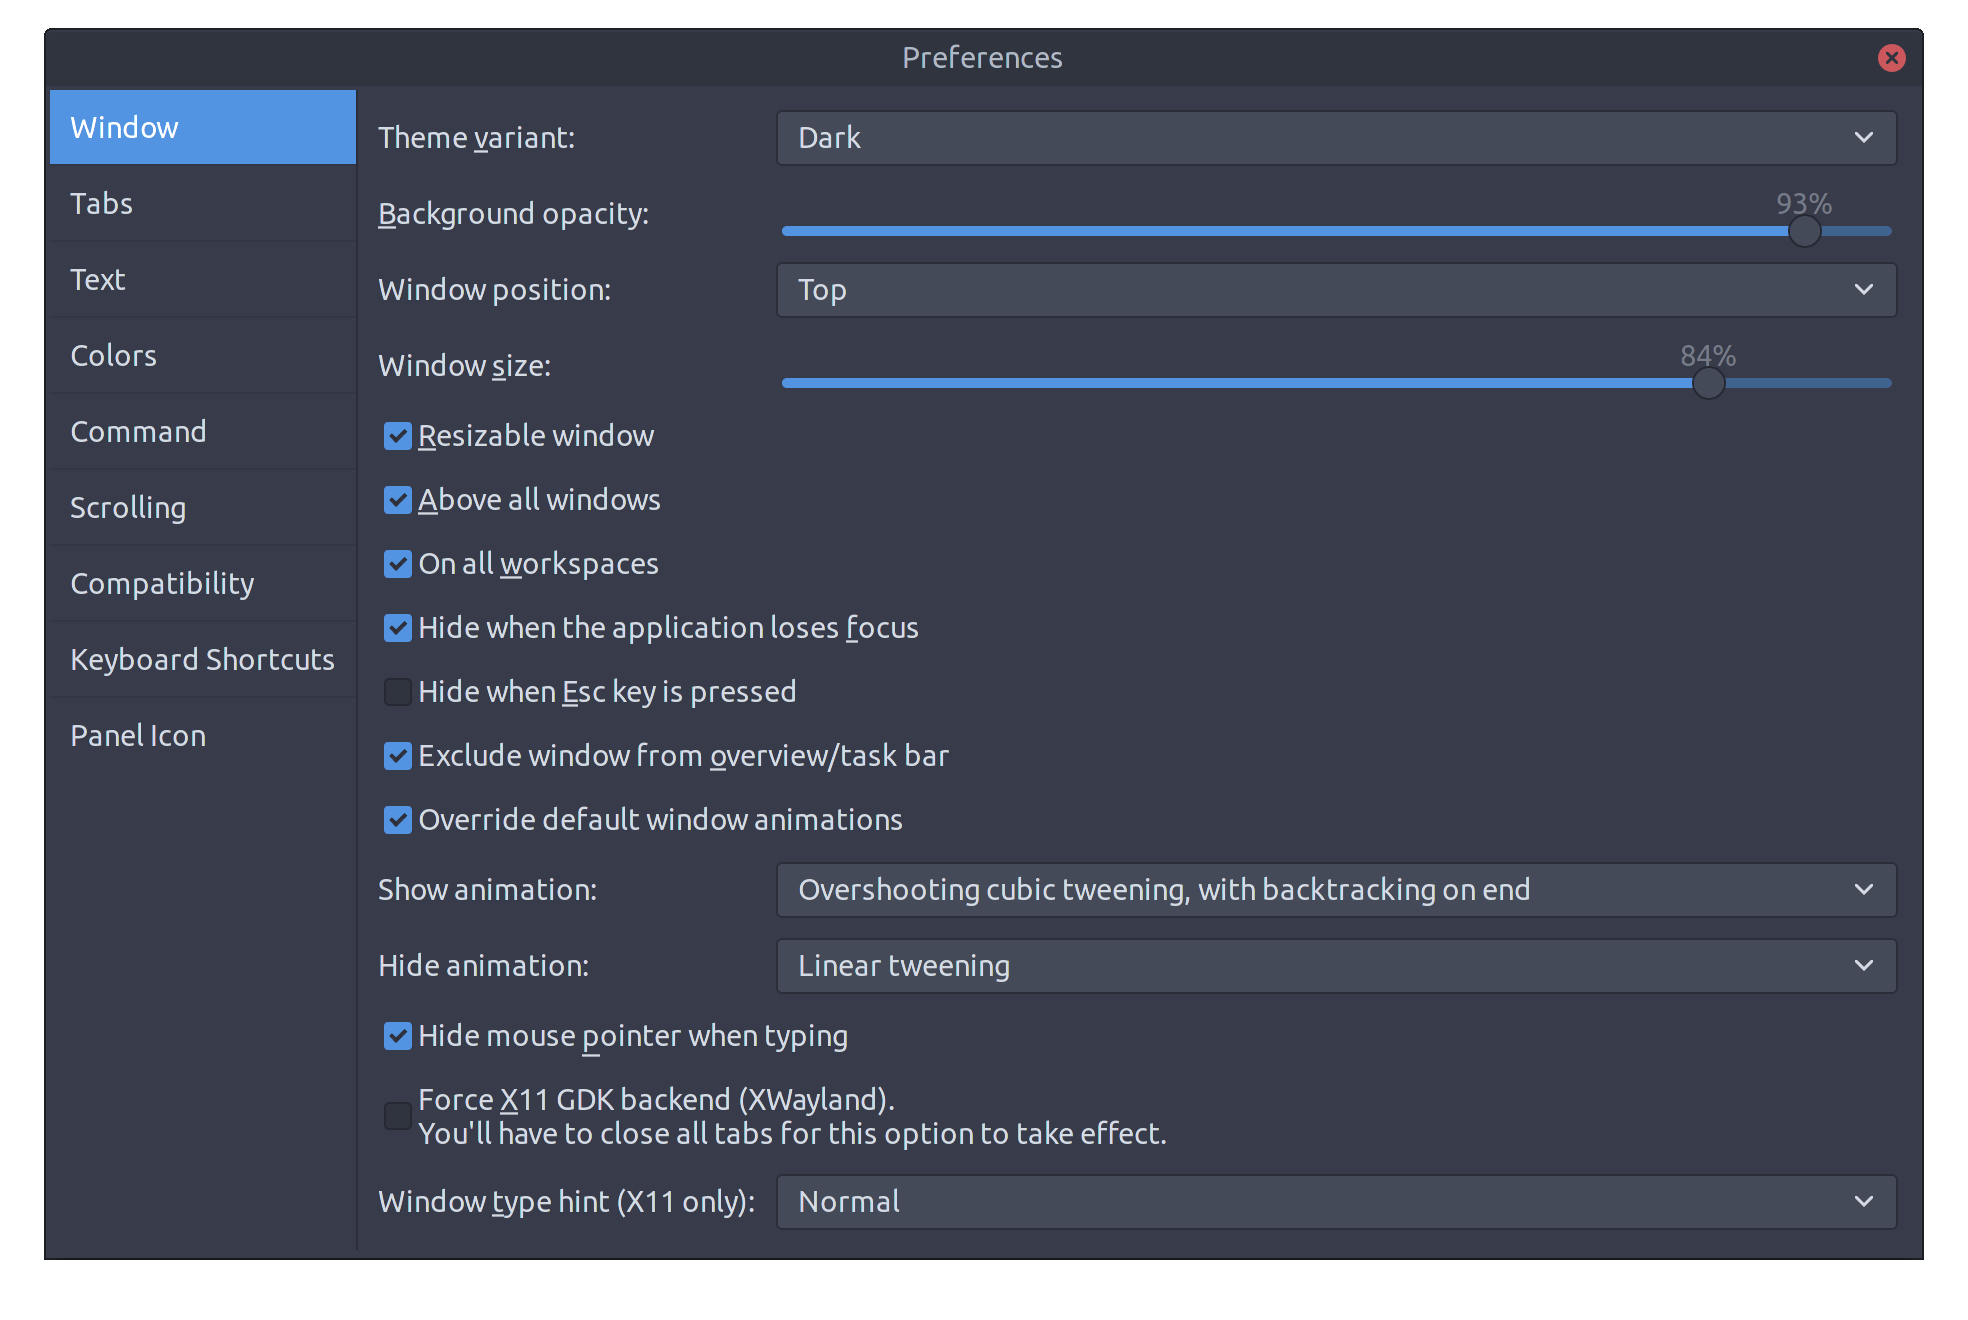 Preferences
Window
Tabs
Text
Colors
Command
Scrolling
Compatibility
Keyboard Shortcuts
Panel Icon
Theme variant:
Dark
Background opacity:
93%
Window position:
Top
Window size:
84%
Resizable window
Above all windows
On all workspaces
Hide when the application loses focus
Hide when Esc key is pressed
Exclude window from overview/task bar
Override default window animations
Show animation:
Overshooting cubic tweening, with backtracking on end
Hide animation:
Linear tweening
Hide mouse pointer when typing
Force X11 GDK backend (XWayland).
You'll have to close all tabs for this option to take effect.
Window type hint (X11 only):
Normal